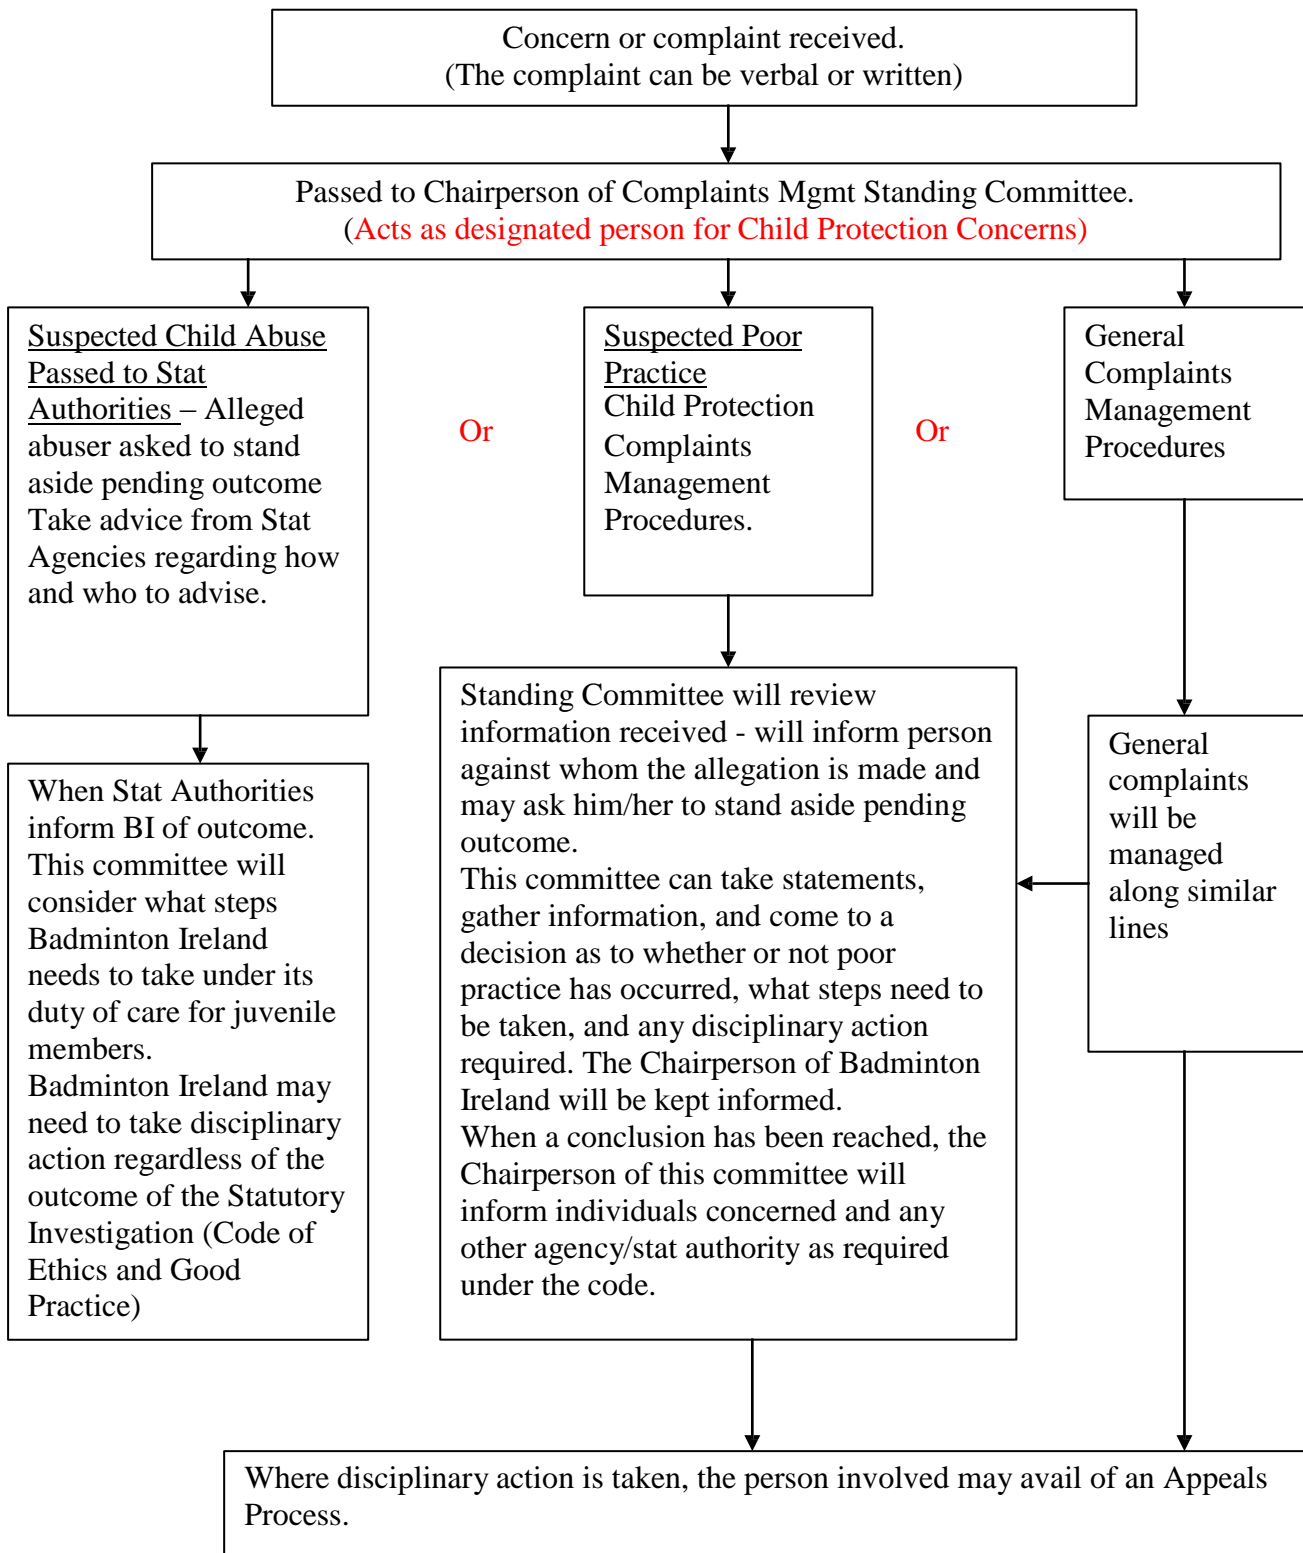 Concern or complaint received.
(The complaint can be verbal or written)
Passed to Chairperson of Complaints Mgmt Standing Committee.
(Acts as designated person for Child Protection Concerns)
Suspected Child Abuse
Passed to Stat
Authorities – Alleged
abuser asked to stand
aside pending outcome
Take advice from Stat
Agencies regarding how
and who to advise.
Or
Suspected Poor
Practice
Child Protection
Complaints
Management
Procedures.
Or
General
Complaints
Management
Procedures
When Stat Authorities
inform BI of outcome.
This committee will
consider what steps
Badminton Ireland
needs to take under its
duty of care for juvenile
members.
Badminton Ireland may
need to take disciplinary
action regardless of the
outcome of the Statutory
Investigation (Code of
Ethics and Good
Practice)
Standing Committee will review
information received - will inform person
against whom the allegation is made and
may ask him/her to stand aside pending
outcome.
This committee can take statements,
gather information, and come to a
decision as to whether or not poor
practice has occurred, what steps need to
be taken, and any disciplinary action
required. The Chairperson of Badminton
Ireland will be kept informed.
When a conclusion has been reached, the
Chairperson of this committee will
inform individuals concerned and any
other agency/stat authority as required
under the code.
General
complaints
will be
managed
along similar
lines
Where disciplinary action is taken, the person involved may avail of an Appeals
Process.